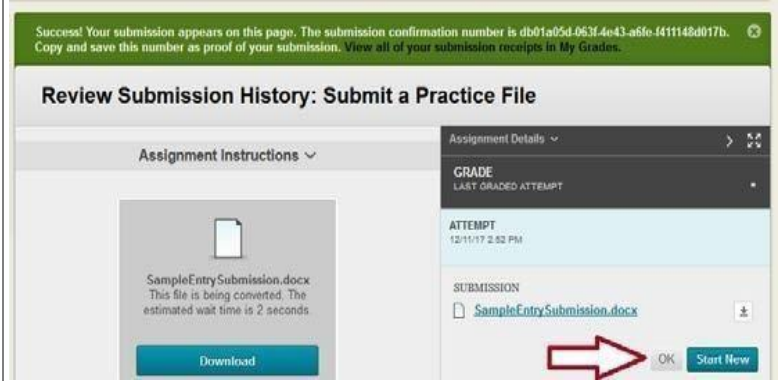 Success! Your submission appears on this page. The submission confirmation number is db01a05d-063f-4e43-a6fe-f411148d017b.
Copy and save this number as proof of your submission. View all of your submission receipts in My Grades.
Review Submission History: Submit a Practice File
Assignment Instructions
SampleEntrySubmission.docx
This file is being converted. The
estimated wait time is 2 seconds.
Download
Assignment Details
GRADE
LAST GRADED ATTEMPT
ATTEMPT
12/11/17 2:52 PM
SUBMISSION
SampleEntrySubmission.docx
OK
Start New